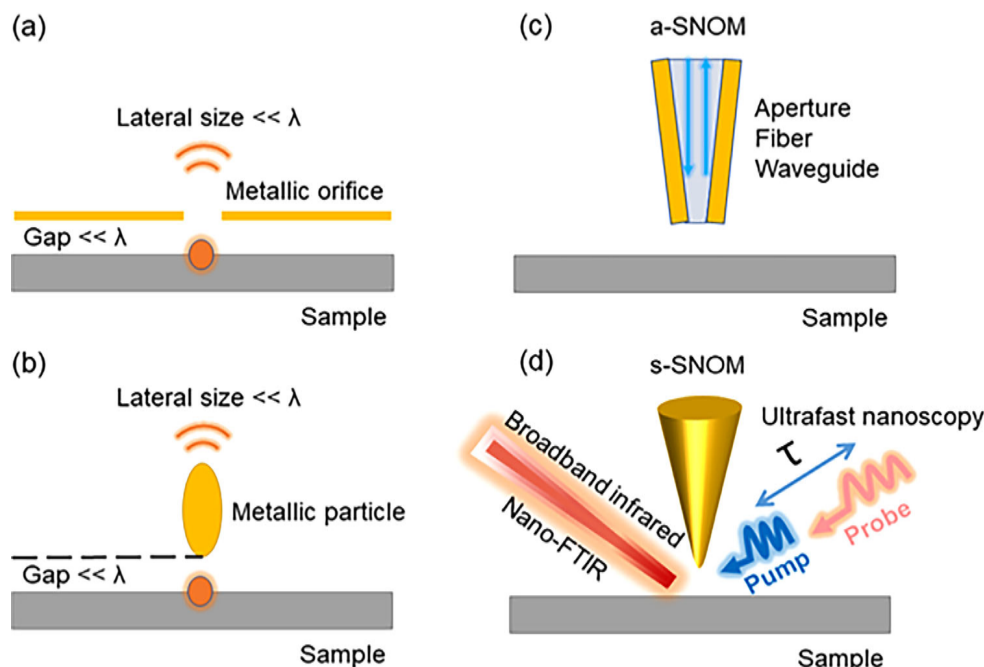 (a)
Lateral size << λ
Metallic orifice
Gap << λ
Sample
(b)
Lateral size << λ
Metallic particle
Gap << λ
Sample
(c)
a-SNOM
Aperture
Fiber
Waveguide
Sample
(d)
s-SNOM
Ultrafast nanoscopy
τ
Broadband infrared
Nano-FTIR
Probe
Pump
Sample